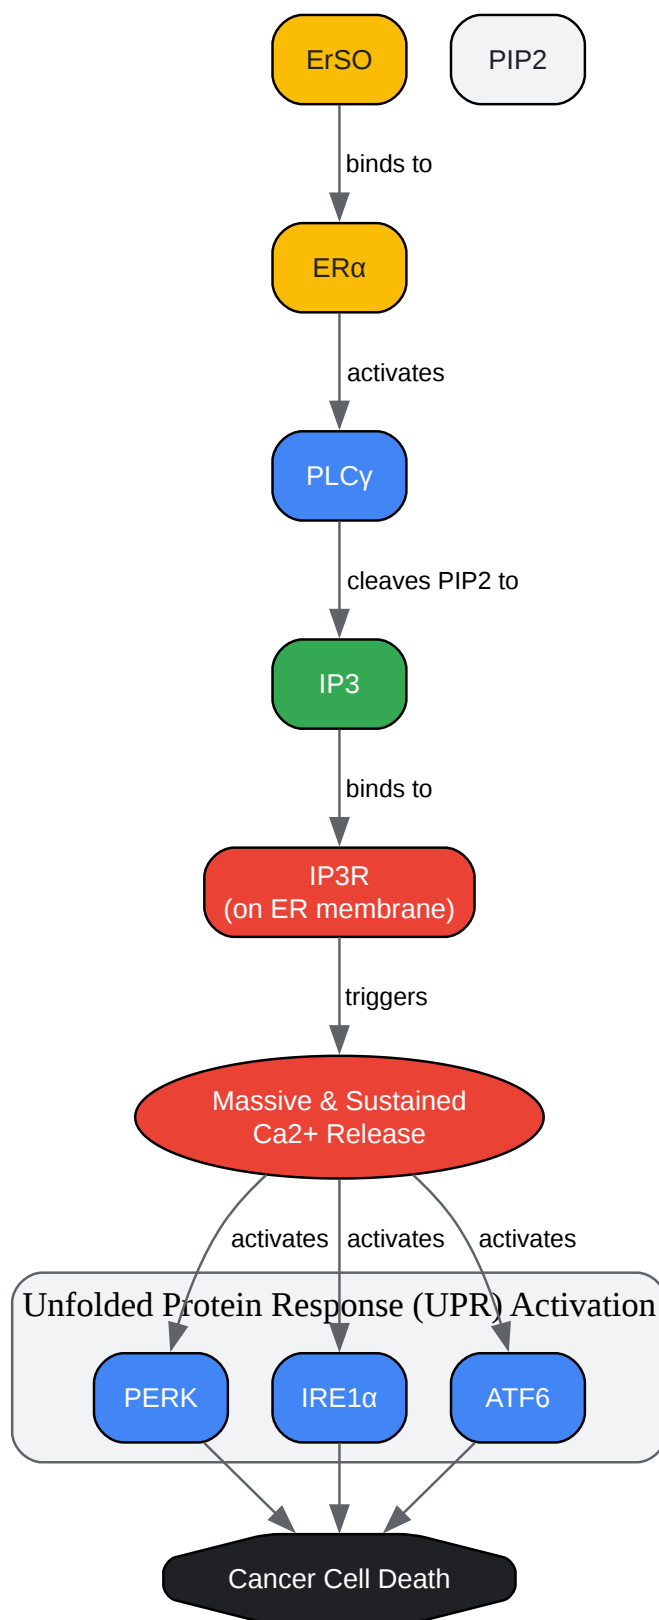 ErSO
PIP2
binds to
ERα
activates
PLCγ
cleaves PIP2 to
IP3
binds to
IP3R
(on ER membrane)
triggers
Massive & Sustained
Ca2+ Release
activates
activates
activates
Unfolded Protein Response (UPR) Activation
PERK
IRE1α
ATF6
Cancer Cell Death